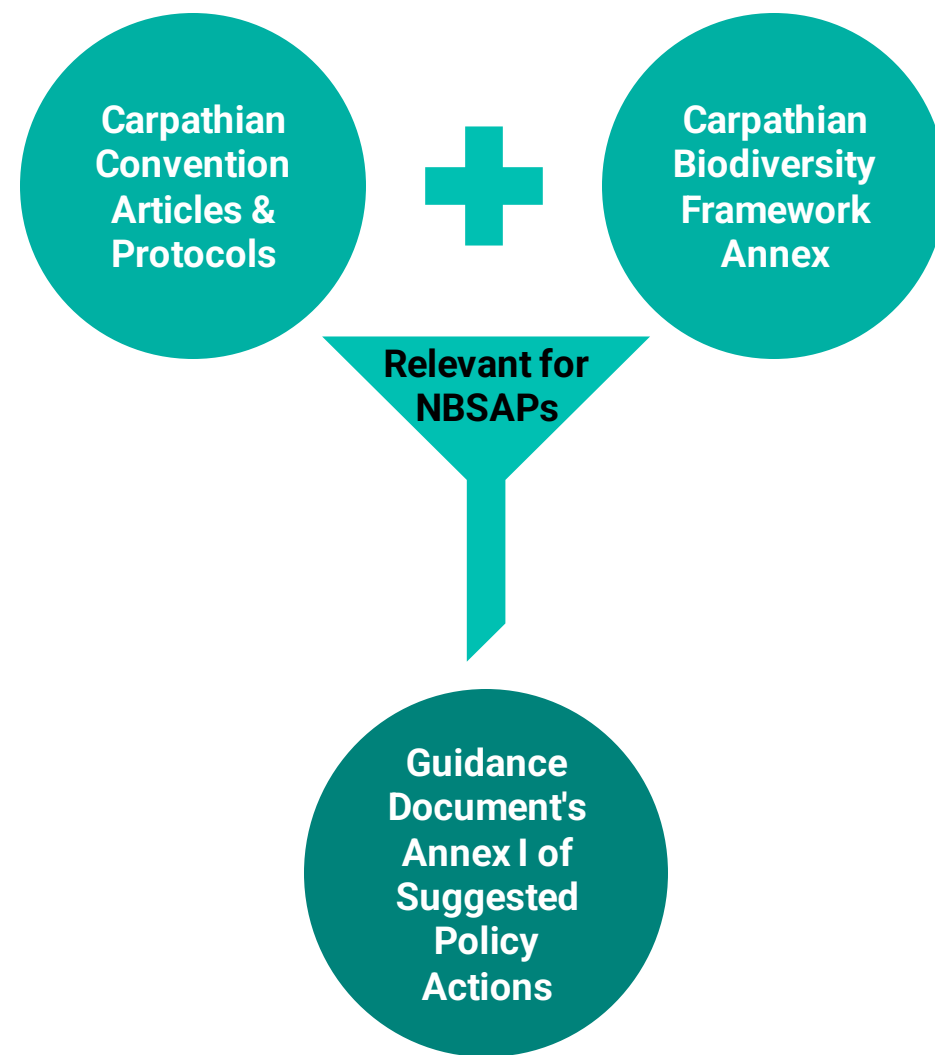 Carpathian
Convention
Articles &
Protocols
Carpathian
Biodiversity
Framework
Annex
Relevant for
NBSAPs
Guidance
Document's
Annex I of
Suggested
Policy
Actions